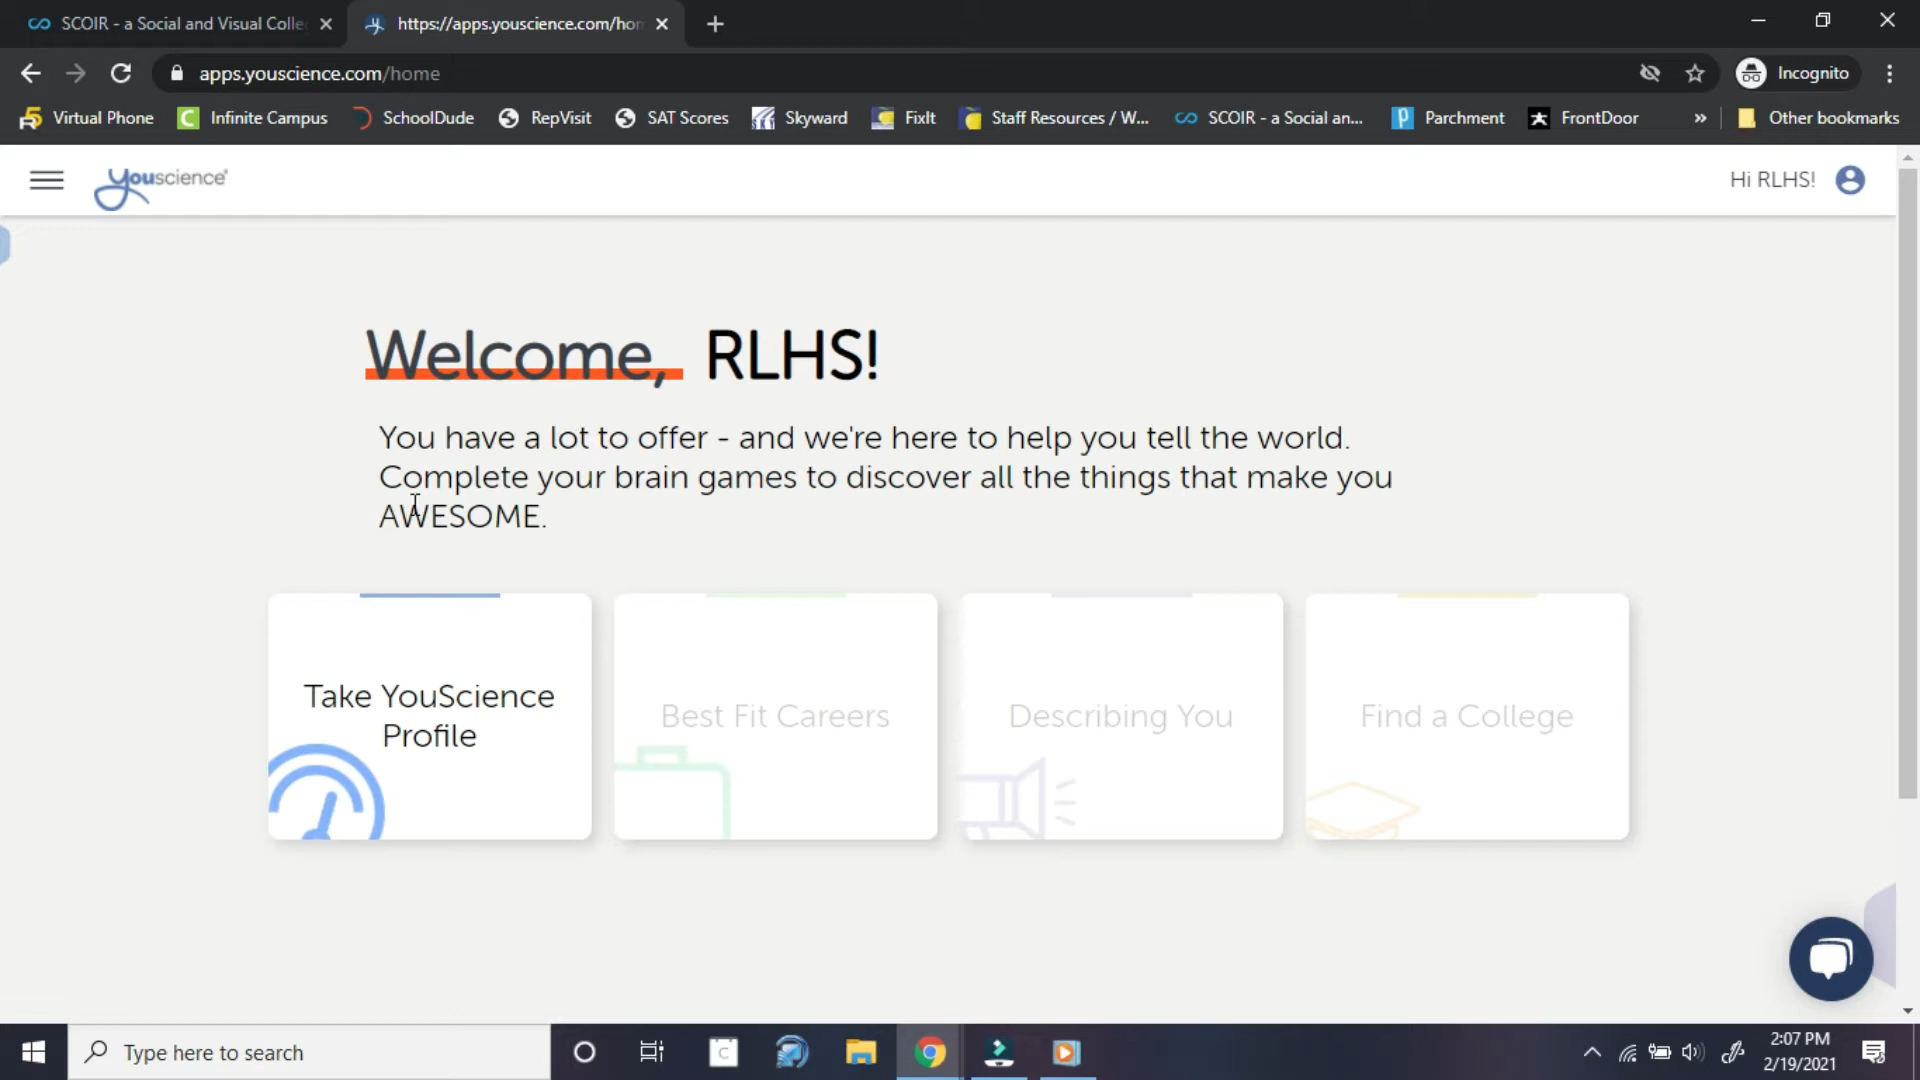 SCOIR - a Social and Visual Colle
https://apps.youscience.com/hom
apps.youscience.com/home
Incognito
Virtual Phone
Infinite Campus
SchoolDude
RepVisit
SAT Scores
Skyward
FixIt
Staff Resources / W...
SCOIR - a Social an...
Parchment
FrontDoor
»
Other bookmarks
youscience
Hi RLHS!
Welcome, RLHS!
You have a lot to offer - and we're here to help you tell the world.
Complete your brain games to discover all the things that make you
AWESOME.
Take YouScience
Profile
Best Fit Careers
Describing You
Find a College
Type here to search
2:07 PM
2/19/2021